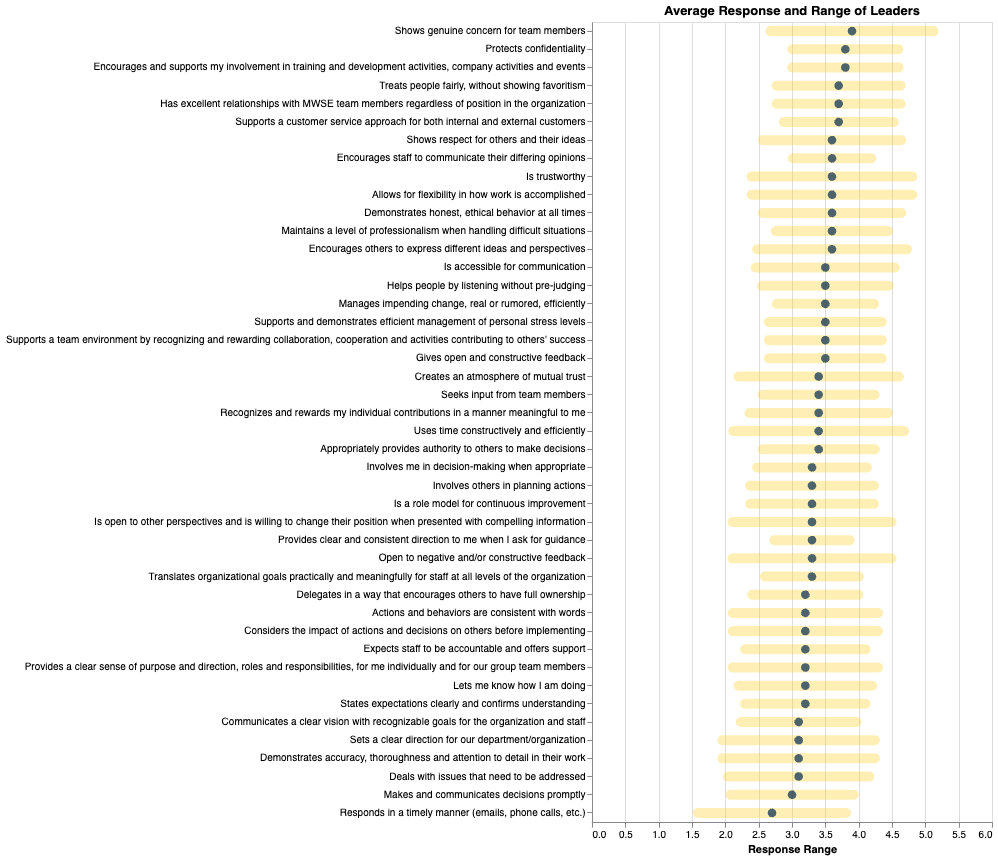 Average Response and Range of Leaders
Shows genuine concern for team members
Protects confidentiality
Encourages and supports my involvement in training and development activities, company activities and events
Treats people fairly, without showing favoritism
Has excellent relationships with MWSE team members regardless of position in the organization
Supports a customer service approach for both internal and external customers
Shows respect for others and their ideas
Encourages staff to communicate their differing opinions
Is trustworthy
Allows for flexibility in how work is accomplished
Demonstrates honest, ethical behavior at all times
Maintains a level of professionalism when handling difficult situations
Encourages others to express different ideas and perspectives
Is accessible for communication
Helps people by listening without pre-judging
Manages impending change, real or rumored, efficiently
Supports and demonstrates efficient management of personal stress levels
Supports a team environment by recognizing and rewarding collaboration, cooperation and activities contributing to others' success
Gives open and constructive feedback
Creates an atmosphere of mutual trust
Seeks input from team members
Recognizes and rewards my individual contributions in a manner meaningful to me
Uses time constructively and efficiently
Appropriately provides authority to others to make decisions
Involves me in decision-making when appropriate
Involves others in planning actions
Is a role model for continuous improvement
Is open to other perspectives and is willing to change their position when presented with compelling information
Provides clear and consistent direction to me when I ask for guidance
Open to negative and/or constructive feedback
Translates organizational goals practically and meaningfully for staff at all levels of the organization
Delegates in a way that encourages others to have full ownership
Actions and behaviors are consistent with words
Considers the impact of actions and decisions on others before implementing
Expects staff to be accountable and offers support
Provides a clear sense of purpose and direction, roles and responsibilities, for me individually and for our group team members
Lets me know how I am doing
States expectations clearly and confirms understanding
Communicates a clear vision with recognizable goals for the organization and staff
Sets a clear direction for our department/organization
Demonstrates accuracy, thoroughness and attention to detail in their work
Deals with issues that need to be addressed
Makes and communicates decisions promptly
Responds in a timely manner (emails, phone calls, etc.)
0.0 0.5 1.0 1.5 2.0 2.5 3.0 3.5 4.0 4.5 5.0 5.5 6.0
Response Range